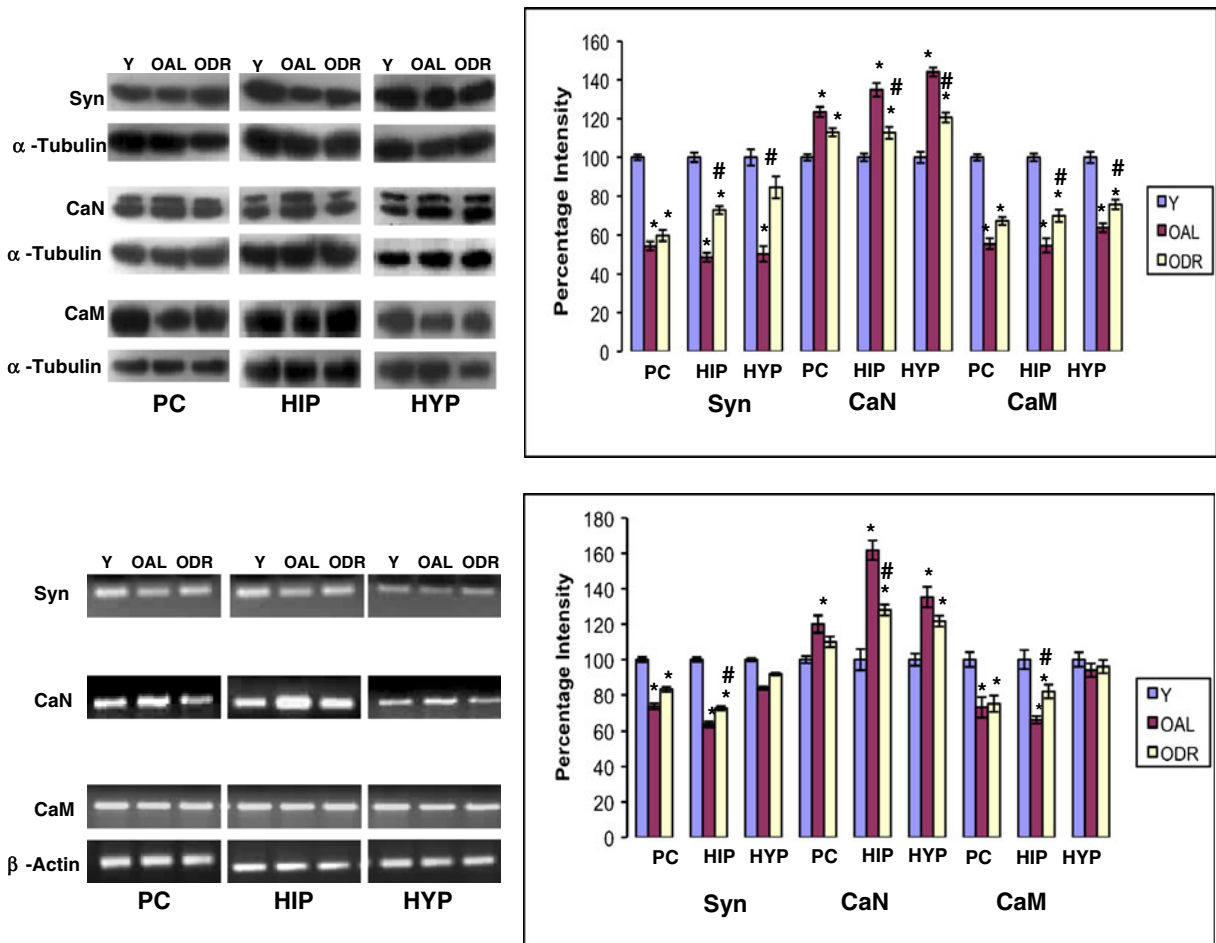 Y OAL ODR Y OAL ODR Y OAL ODR
Syn
α -Tubulin
CaN
α -Tubulin
CaM
α -Tubulin
PC HIP HYP
Percentage Intensity
160
140
120
100
80
60
40
20
0
* * * # * * # * * # * * # * * * * # * * # *
PC HIP HYP PC HIP HYP PC HIP HYP
Syn CaN CaM
Y
OAL
ODR
Y OAL ODR Y OAL ODR Y OAL ODR
Syn
CaN
CaM
β -Actin
PC HIP HYP
Percentage Intensity
180
160
140
120
100
80
60
40
20
0
* * * # * * * # * * * * * * # *
PC HIP HYP PC HIP HYP PC HIP HYP
Syn CaN CaM
Y
OAL
ODR